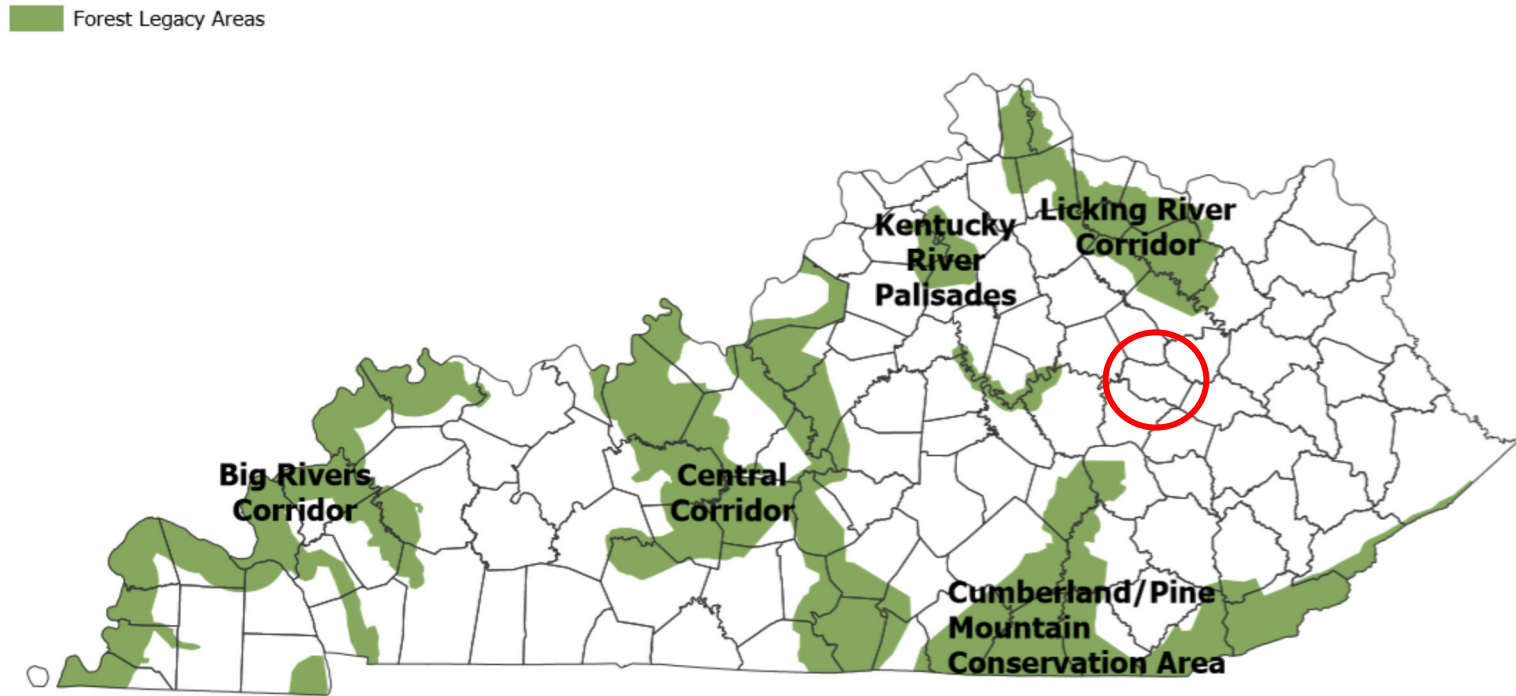 Forest Legacy Areas
Licking River
Corridor
Kentucky
River
Palisades
Big Rivers
Corridor
Central
Corridor
Cumberland/Pine
Mountain
Conservation Area